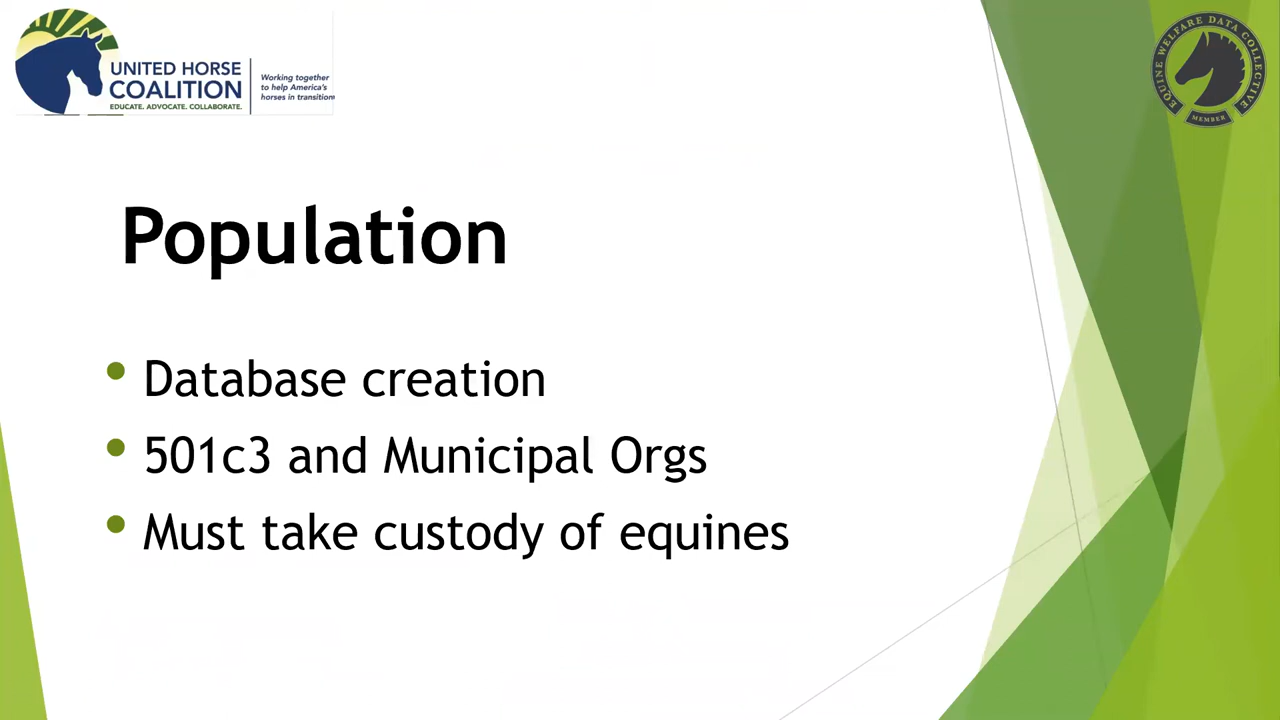 UNITED HORSE
COALITION
EDUCATE. ADVOCATE. COLLABORATE.
Working together
to help America's
horses in transition
EQUINE WELFARE DATA COLLECTIVE
MEMBER
Population
• Database creation
• 501c3 and Municipal Orgs
• Must take custody of equines